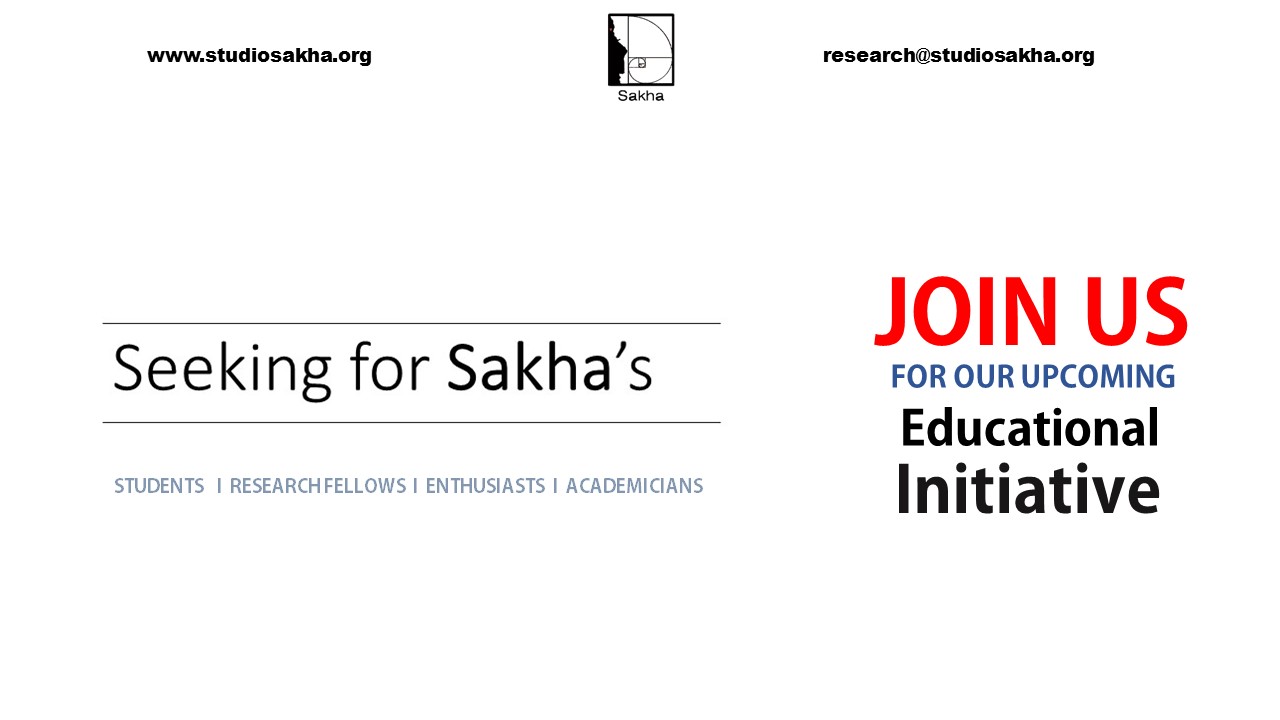 www.studiosakha.org
Sakha
research@studiosakha.org
Seeking for Sakha’s
STUDENTS I RESEARCH FELLOWS I ENTHUSIASTS I ACADEMICIANS
JOIN US
FOR OUR UPCOMING
Educational
Initiative